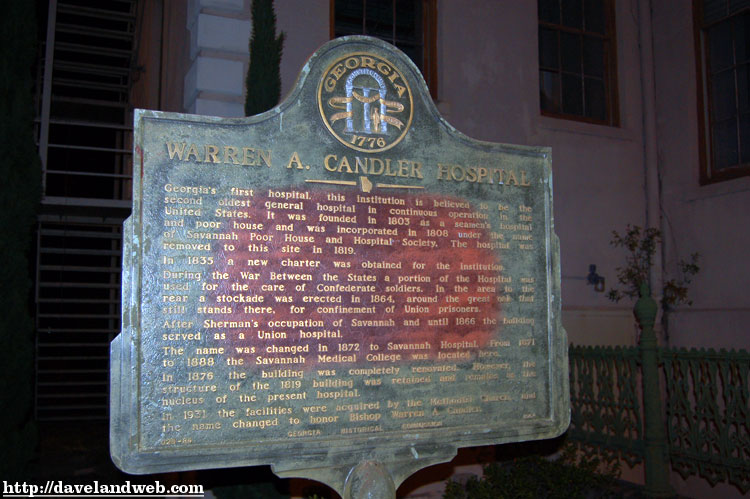 GEORGIA
CONSTITUTION
1776
WARREN A. CANDLER HOSPITAL
Georgia's first hospital, this institution is believed to be the
second oldest general hospital in continuous operation in the
United States. It was founded in 1803 as a seamen's hospital
and poor house and was incorporated in 1808 under the name
of "Savannah Poor House and Hospital Society. The hospital was
removed to this site in 1819.
In 1835 a new charter was obtained for the institution.
During the War Between the States a portion of the Hospital was
used for the care of Confederate soldiers. In the area to the
rear a stockade was erected in 1864, around the great oak that
still stands there, for confinement of Union prisoners.
After Sherman's occupation of Savannah and until 1866 the building
served as a Union hospital.
The name was changed in 1872 to Savannah Hospital. From 1871
to 1888 the Savannah Medical College was located here.
In 1876 the building was completely renovated. However, the
structure of the 1819 building was retained and remains the
nucleus of the present hospital.
In 1931 the facilities were acquired by the Methodist Church and
the name changed to honor Bishop Warren A. Candler.
GEORGIA HISTORICAL COMMISSION
http://davelandweb.com